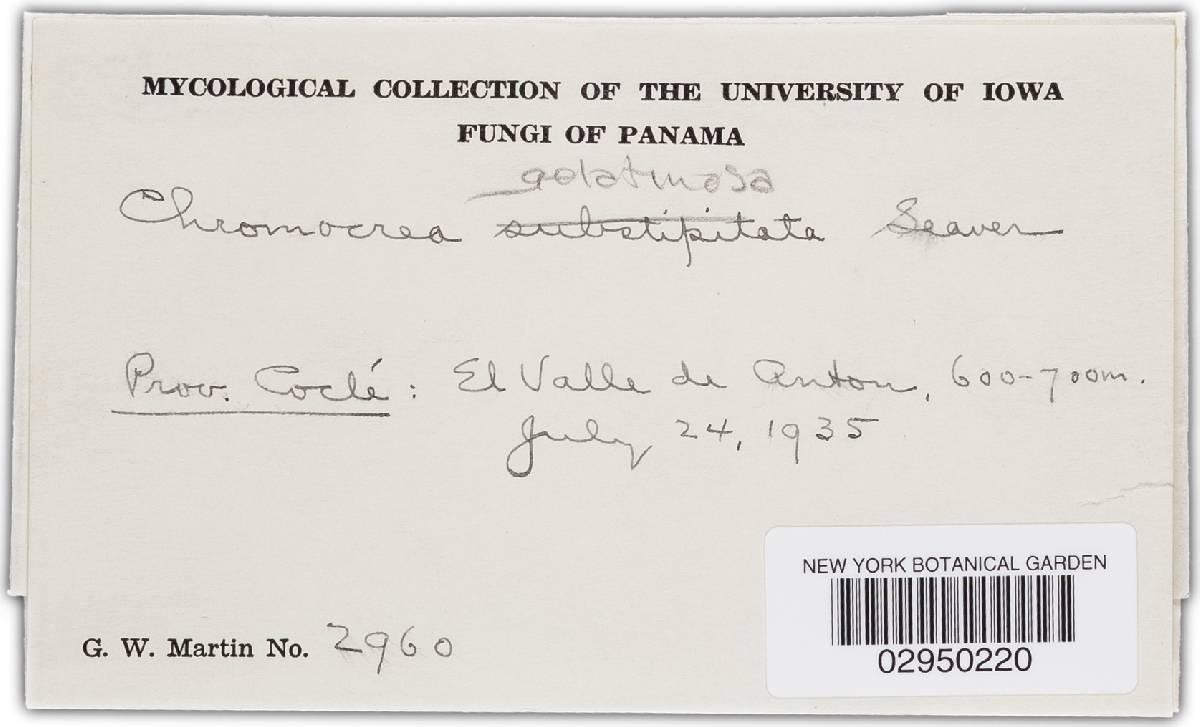 MYCOLOGICAL COLLECTION OF THE UNIVERSITY OF IOWA
FUNGI OF PANAMA
gelatinosa
Chromocrea substipitata Seaver
Prov. Coclé: El Valle de Anton, 600-700m.
July 24, 1935
NEW YORK BOTANICAL GARDEN
02950220
G. W. Martin No. 2960